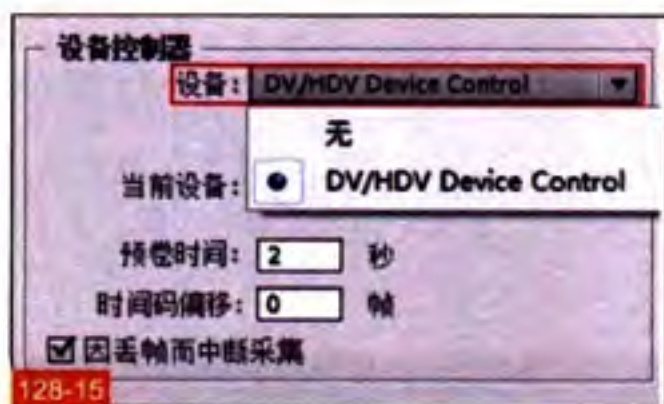 设备控制器
设备: DV/HDV Device Control
无
当前设备: DV/HDV Device Control
预卷时间: 2 秒
时间码偏移: 0 帧
因丢帧而中断采集
128-15